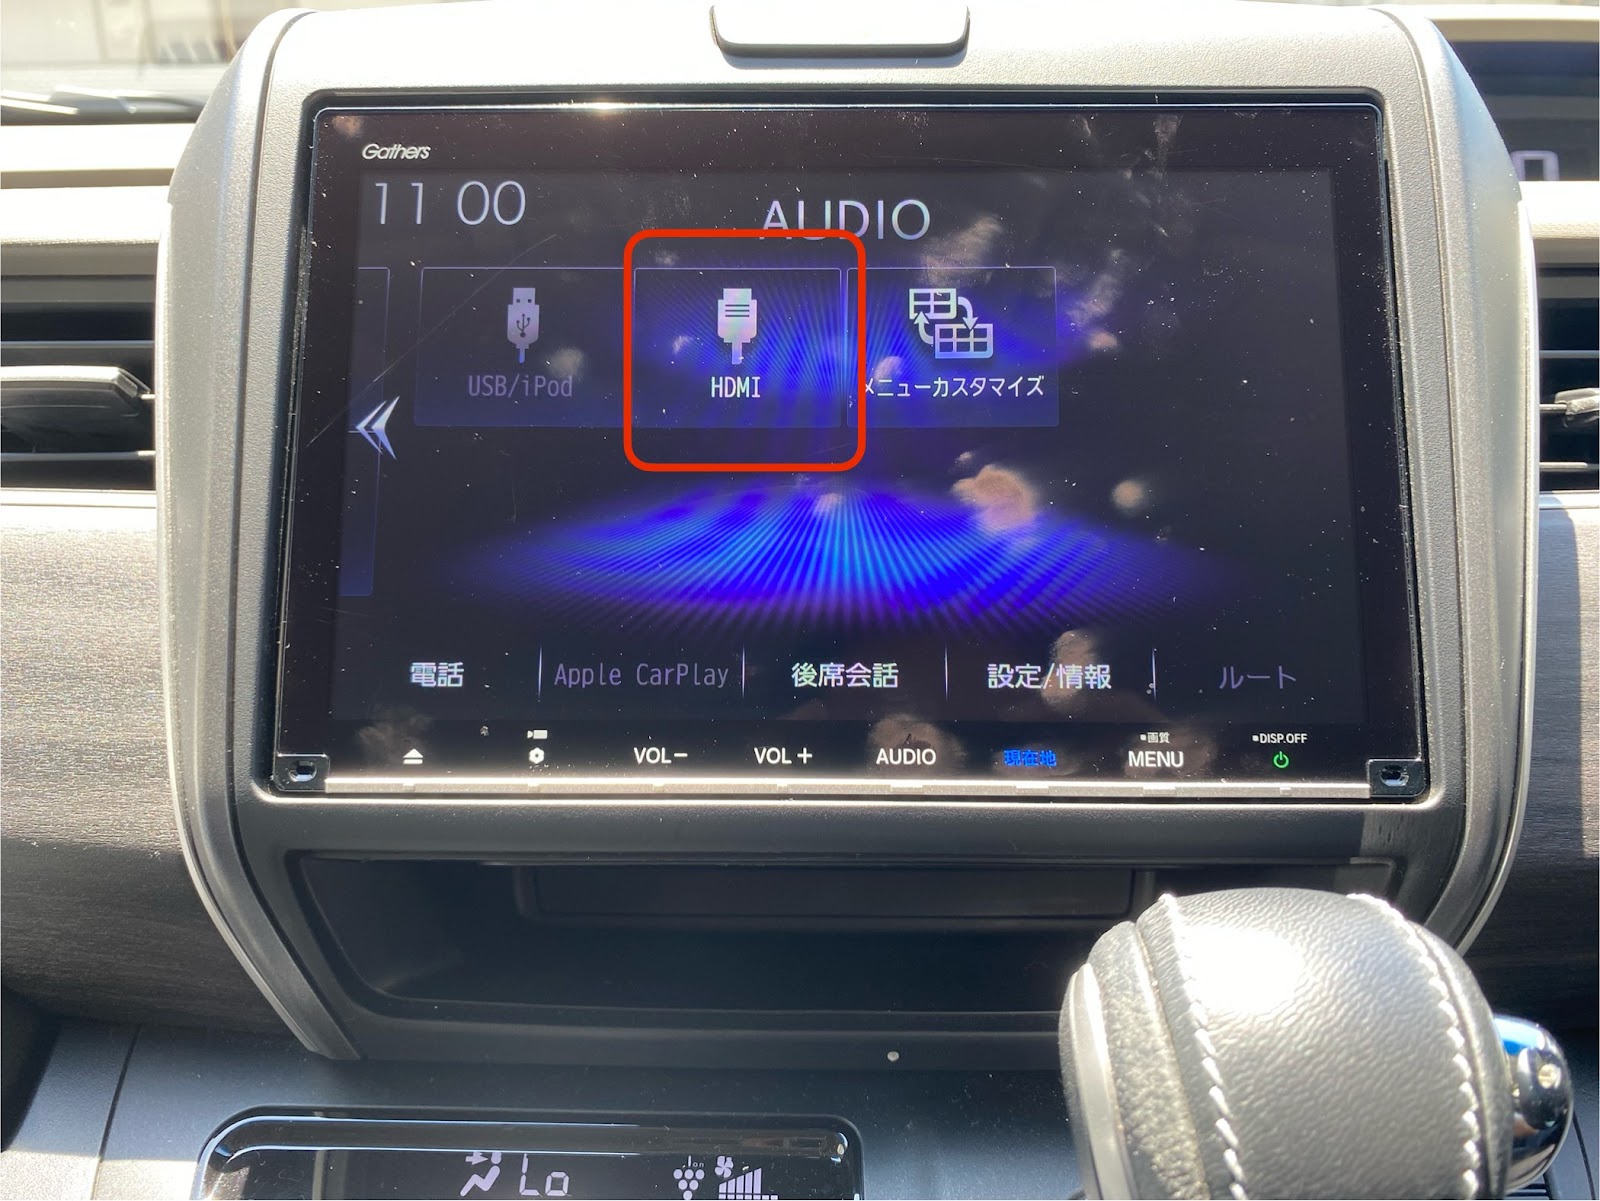 Gathers
11 00
AUDIO
USB/iPod
HDMI
メニューカスタマイズ
電話
Apple CarPlay
後席会話
設定/情報
ルート
VOL−
VOL+
AUDIO
現在地
画質
MENU
DISP.OFF
Lo